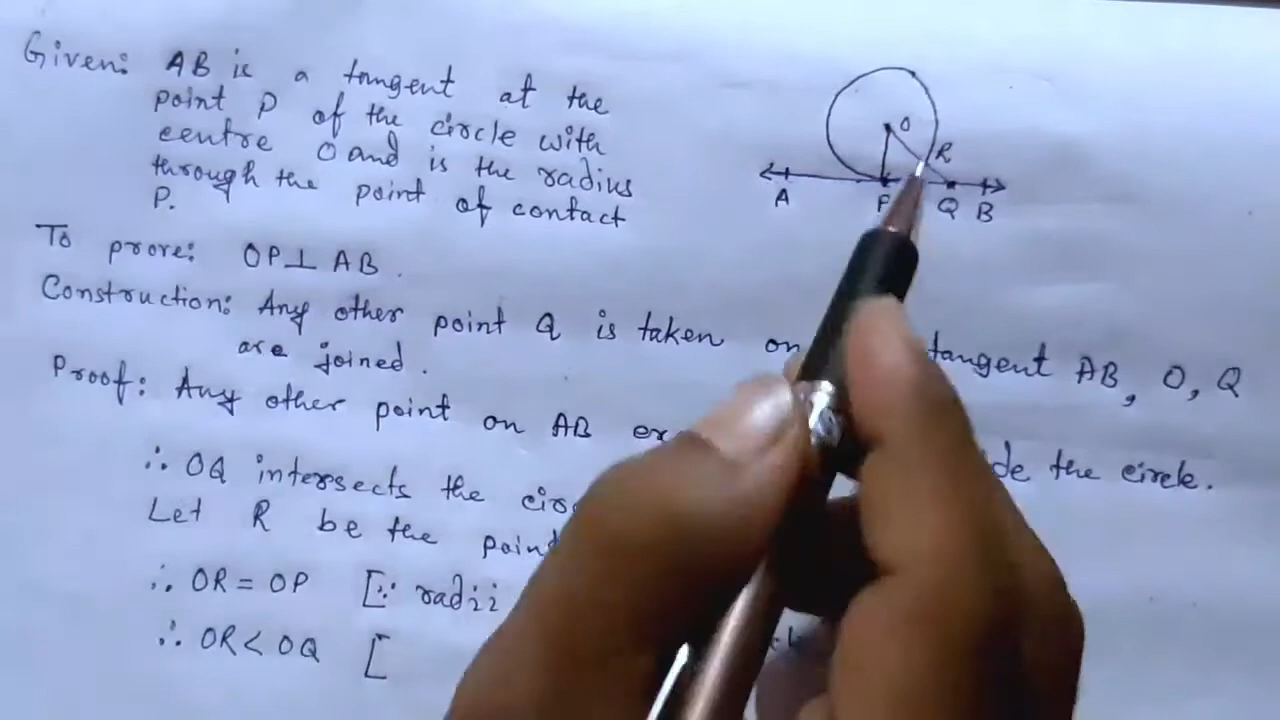 Given: AB is a tangent at the
point P of the circle with
centre O and is the radius
through the point of contact
P.
To prove: OP⊥ AB.
Construction: Any other point Q is taken on tangent AB, O, Q
are joined.
Proof: Any other point on AB the circle.
∴ OQ intersects the
Let R be the
∴ OR = OP [∵ radii
∴ OR < OQ [
O
R
A P Q B